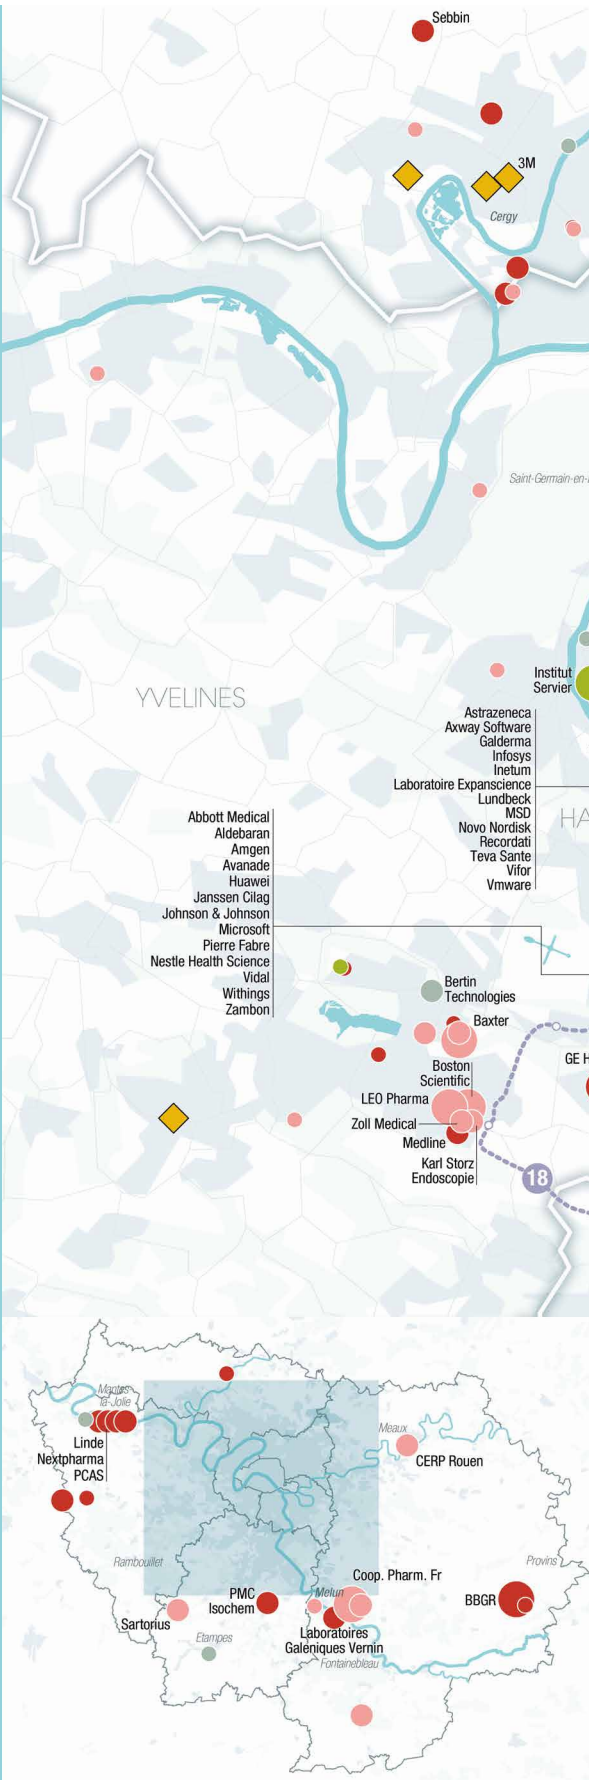 Sebbin
3M
Cergy
Saint-Germain-en-
Institut
Servier
YVELINES
Astrazeneca
Axway Software
Galderma
Infosys
Inetum
Laboratoire Expanscience
Lundbeck
MSD
Novo Nordisk
Recordati
Teva Sante
Vifor
Vmware
HA
Abbott Medical
Aldebaran
Amgen
Avanade
Huawei
Janssen Cilag
Johnson & Johnson
Microsoft
Pierre Fabre
Nestle Health Science
Vidal
Withings
Zambon
Bertin
Technologies
Baxter
GE H
Boston
Scientific
LEO Pharma
Zoll Medical
Medline
Karl Storz
Endoscopie
18
Mantes-
la-Jolie
Linde
Nextpharma
PCAS
Meaux
CERP Rouen
Rambouillet
Provins
Coop. Pharm. Fr
PMC
Isochem
Melun
BBGR
Sartorius
Laboratoires
Galeniques Vernin
Etampes
Fontainebleau